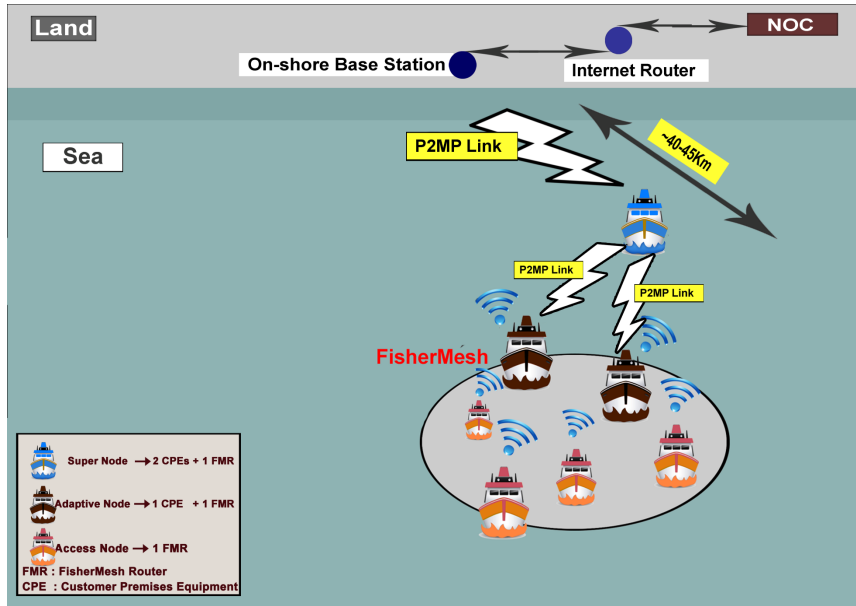 Land
NOC
On-shore Base Station
Internet Router
Sea
P2MP Link
~40-45Km
P2MP Link
P2MP Link
FisherMesh
Super Node → 2 CPEs + 1 FMR
Adaptive Node → 1 CPE + 1 FMR
Access Node → 1 FMR
FMR : FisherMesh Router
CPE : Customer Premises Equipment